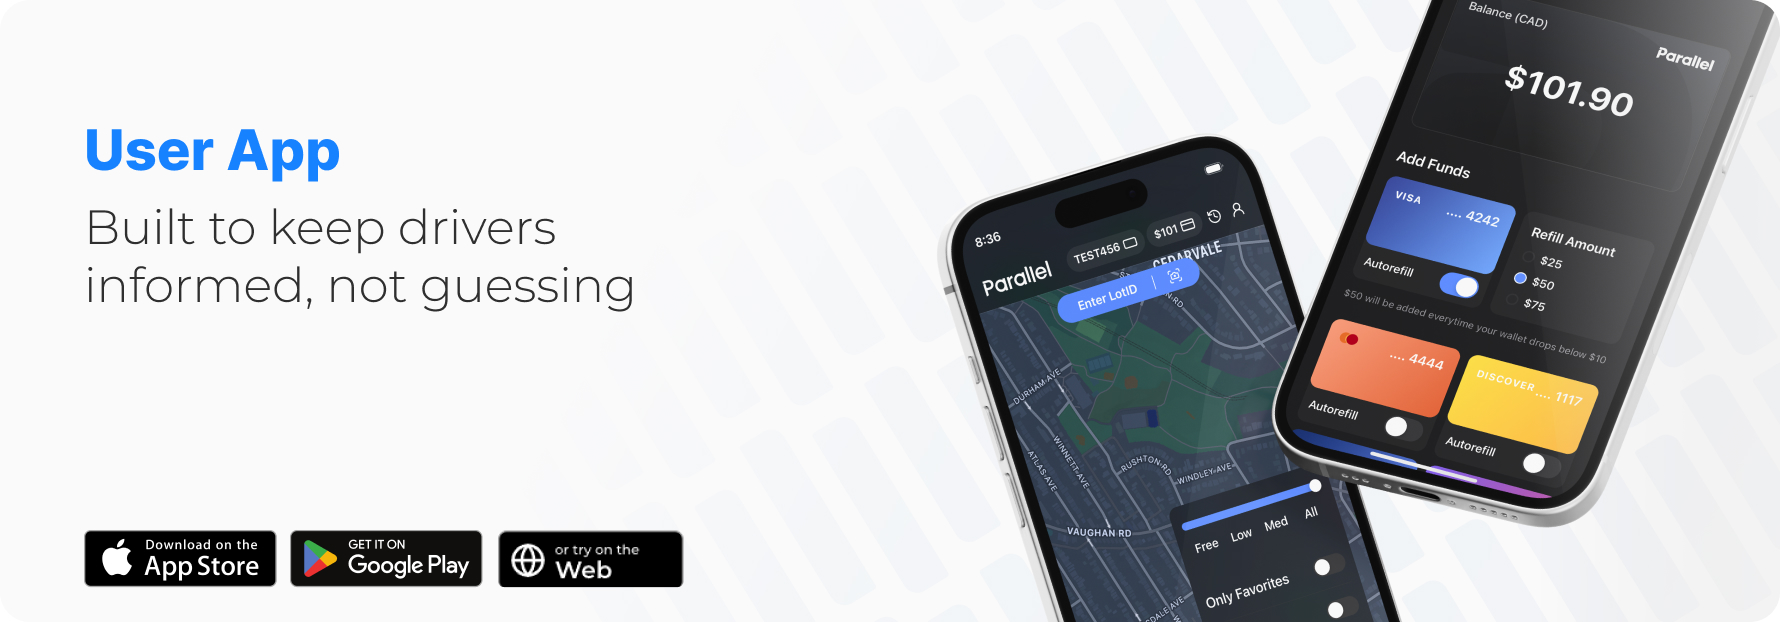 User App
Built to keep drivers
informed, not guessing
Download on the
App Store
GET IT ON
Google Play
or try on the
Web
8:36
Parallel
TEST456
$101
CEDARVALE
Enter LotID
N RD
DURHAM AVE
WINNETT AVE
ATLAS AVE
RUSHTON RD
WINDLEY AVE
VAUGHAN RD
DALE AVE
Free Low Med All
Only Favorites
Balance (CAD)
Parallel
$101.90
Add Funds
VISA
.... 4242
Autorefill
Refill Amount
$25
$50
$75
$50 will be added everytime your wallet drops below $10
.... 4444
Autorefill
DISCOVER
.... 1117
Autorefill